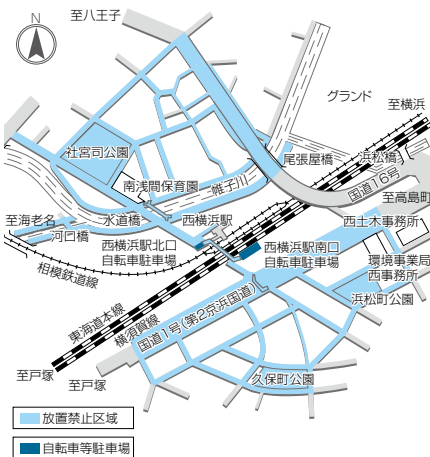 至八王子
N
グランド
至横浜
社宮司公園
尾張屋橋
浜松橋
南浅間保育園
帷子川
国道16号
至高島町
至海老名
水道橋
西横浜駅
西土木事務所
河口橋
西横浜駅北口
自転車駐車場
西横浜駅南口
自転車駐車場
環境事業局
西事務所
相模鉄道線
浜松町公園
東海道本線
横須賀線
国道1号(第2京浜国道)
至戸塚
至戸塚
久保町公園
放置禁止区域
自転車等駐車場